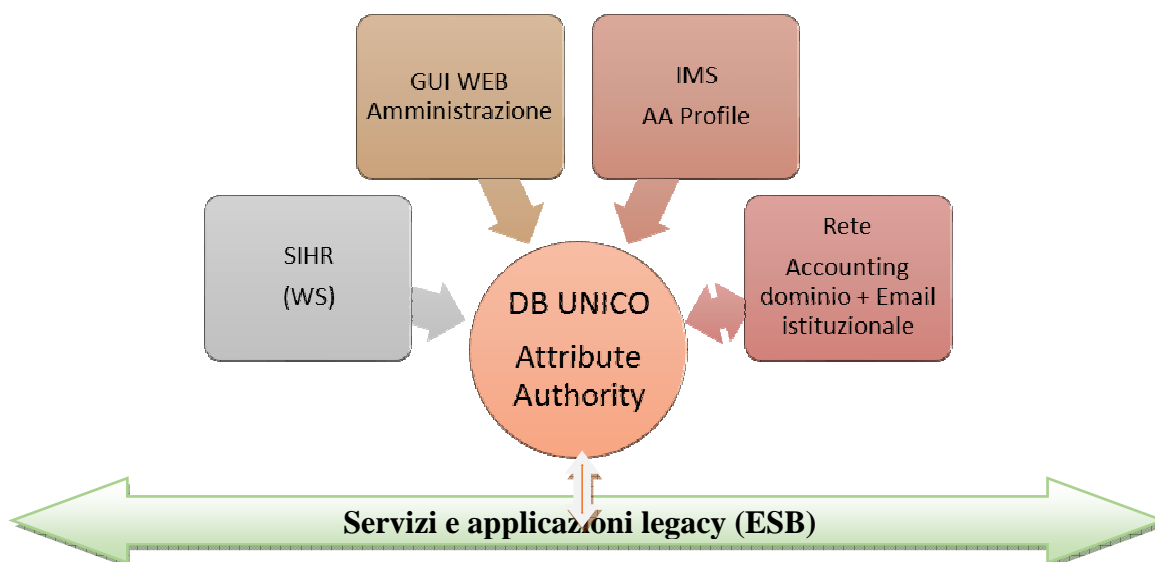 GUI WEB
Amministrazione
IMS
AA Profile
SIHR
(WS)
Rete
Accounting
dominio + Email
istituzionale
DB UNICO
Attribute
Authority
Servizi e applicazioni legacy (ESB)